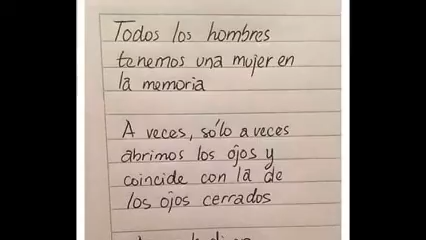 Todos los hombres
tenemos una mujer en
la memoria
A veces, sólo a veces
abrimos los ojos y
coincide con la de
los ojos cerrados